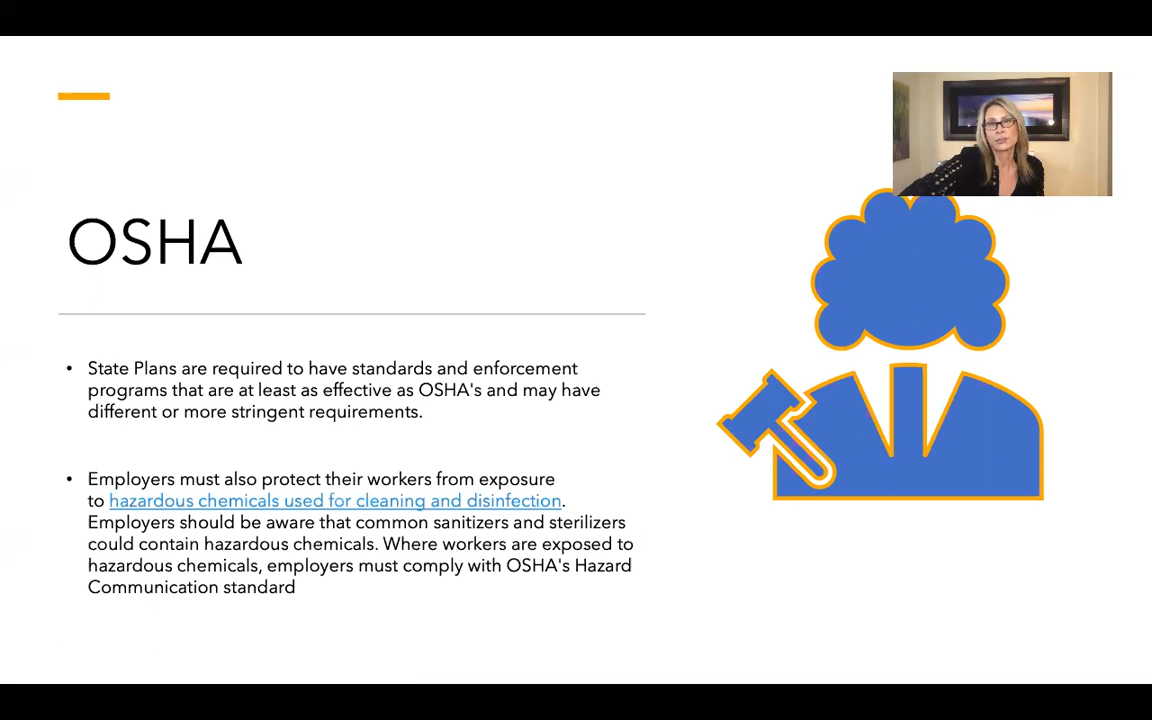 OSHA
• State Plans are required to have standards and enforcement
programs that are at least as effective as OSHA's and may have
different or more stringent requirements.
• Employers must also protect their workers from exposure
to hazardous chemicals used for cleaning and disinfection.
Employers should be aware that common sanitizers and sterilizers
could contain hazardous chemicals. Where workers are exposed to
hazardous chemicals, employers must comply with OSHA's Hazard
Communication standard